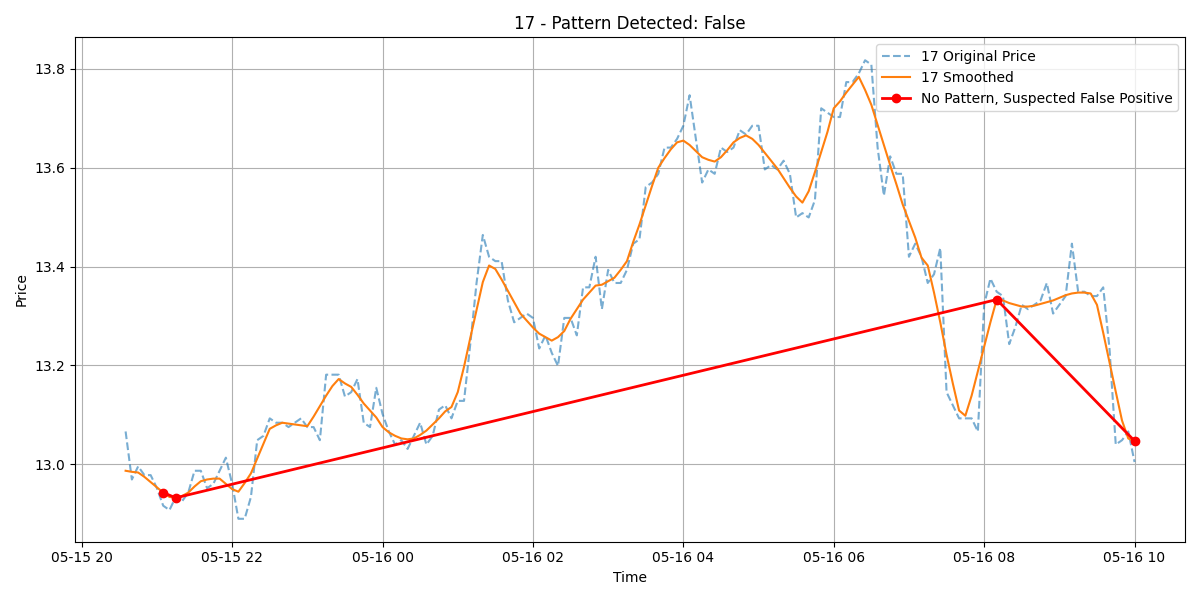 17 - Pattern Detected: False
17 Original Price
17 Smoothed
No Pattern, Suspected False Positive
Price
13.8
13.6
13.4
13.2
13.0
05-15 20
05-15 22
05-16 00
05-16 02
05-16 04
05-16 06
05-16 08
05-16 10
Time